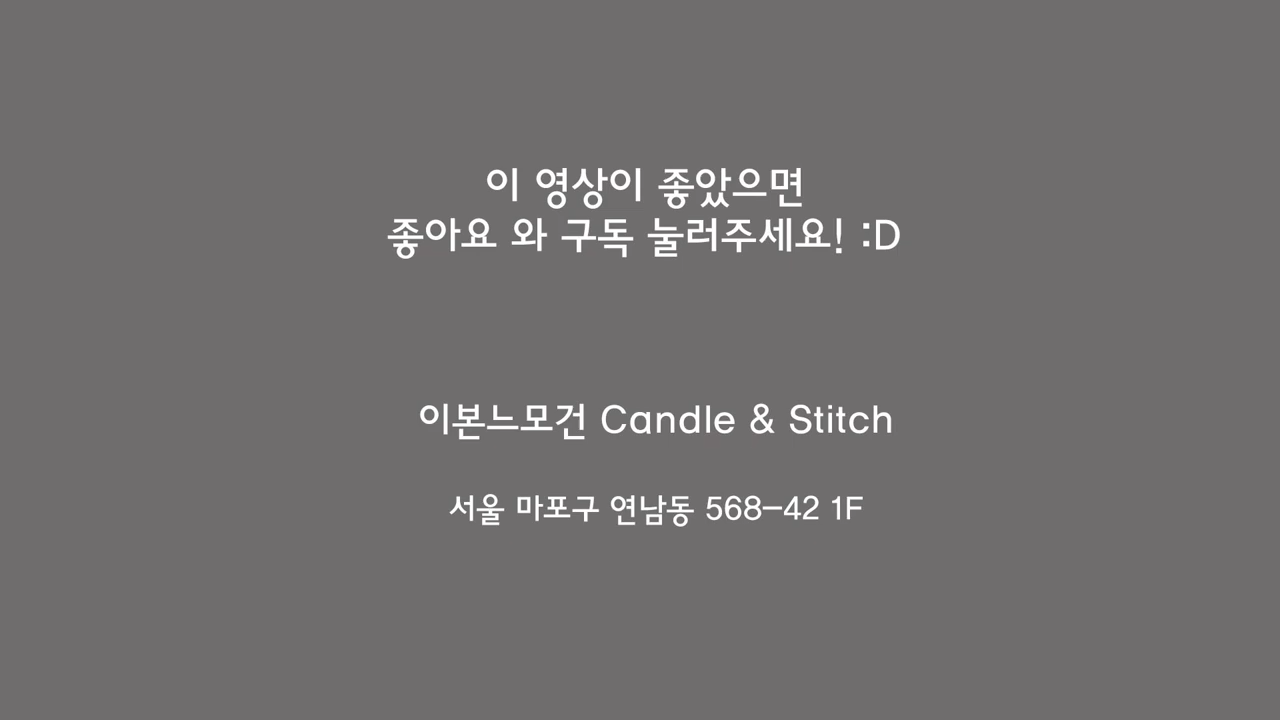 이 영상이 좋았으면
좋아요 와 구독 눌러주세요! :D
이본느모건 Candle & Stitch
서울 마포구 연남동 568-42 1F